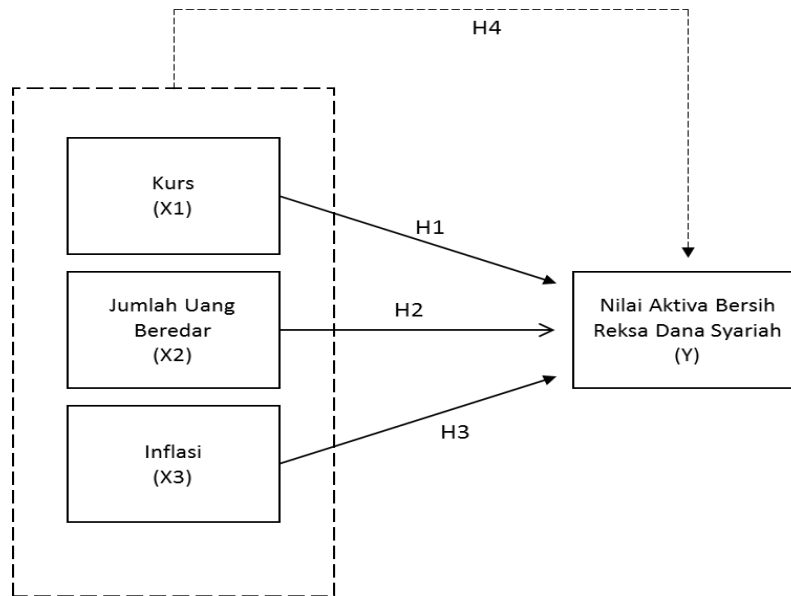 H4
Kurs
(X1)
H1
Jumlah Uang
Beredar
(X2)
H2
Nilai Aktiva Bersih
Reksa Dana Syariah
(Y)
Inflasi
(X3)
H3